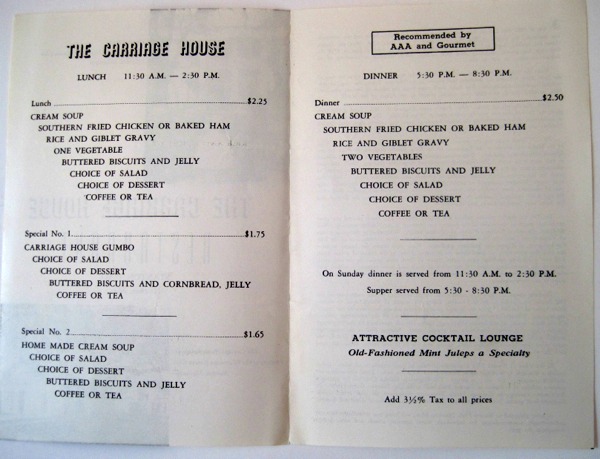 THE CARRIAGE HOUSE
LUNCH 11:30 A.M. — 2:30 P.M.
Lunch $2.25
CREAM SOUP
SOUTHERN FRIED CHICKEN OR BAKED HAM
RICE AND GIBLET GRAVY
ONE VEGETABLE
BUTTERED BISCUITS AND JELLY
CHOICE OF SALAD
CHOICE OF DESSERT
COFFEE OR TEA
Special No. 1 $1.75
CARRIAGE HOUSE GUMBO
CHOICE OF SALAD
CHOICE OF DESSERT
BUTTERED BISCUITS AND CORNBREAD, JELLY
COFFEE OR TEA
Special No. 2 $1.65
HOME MADE CREAM SOUP
CHOICE OF SALAD
CHOICE OF DESSERT
BUTTERED BISCUITS AND JELLY
COFFEE OR TEA
Recommended by
AAA and Gourmet
DINNER 5:30 P.M. — 8:30 P.M.
Dinner $2.50
CREAM SOUP
SOUTHERN FRIED CHICKEN OR BAKED HAM
RICE AND GIBLET GRAVY
TWO VEGETABLES
BUTTERED BISCUITS AND JELLY
CHOICE OF SALAD
CHOICE OF DESSERT
COFFEE OR TEA
On Sunday dinner is served from 11:30 A.M. to 2:30 P.M.
Supper served from 5:30 - 8:30 P.M.
ATTRACTIVE COCKTAIL LOUNGE
Old-Fashioned Mint Juleps a Specialty
Add 3½% Tax to all prices